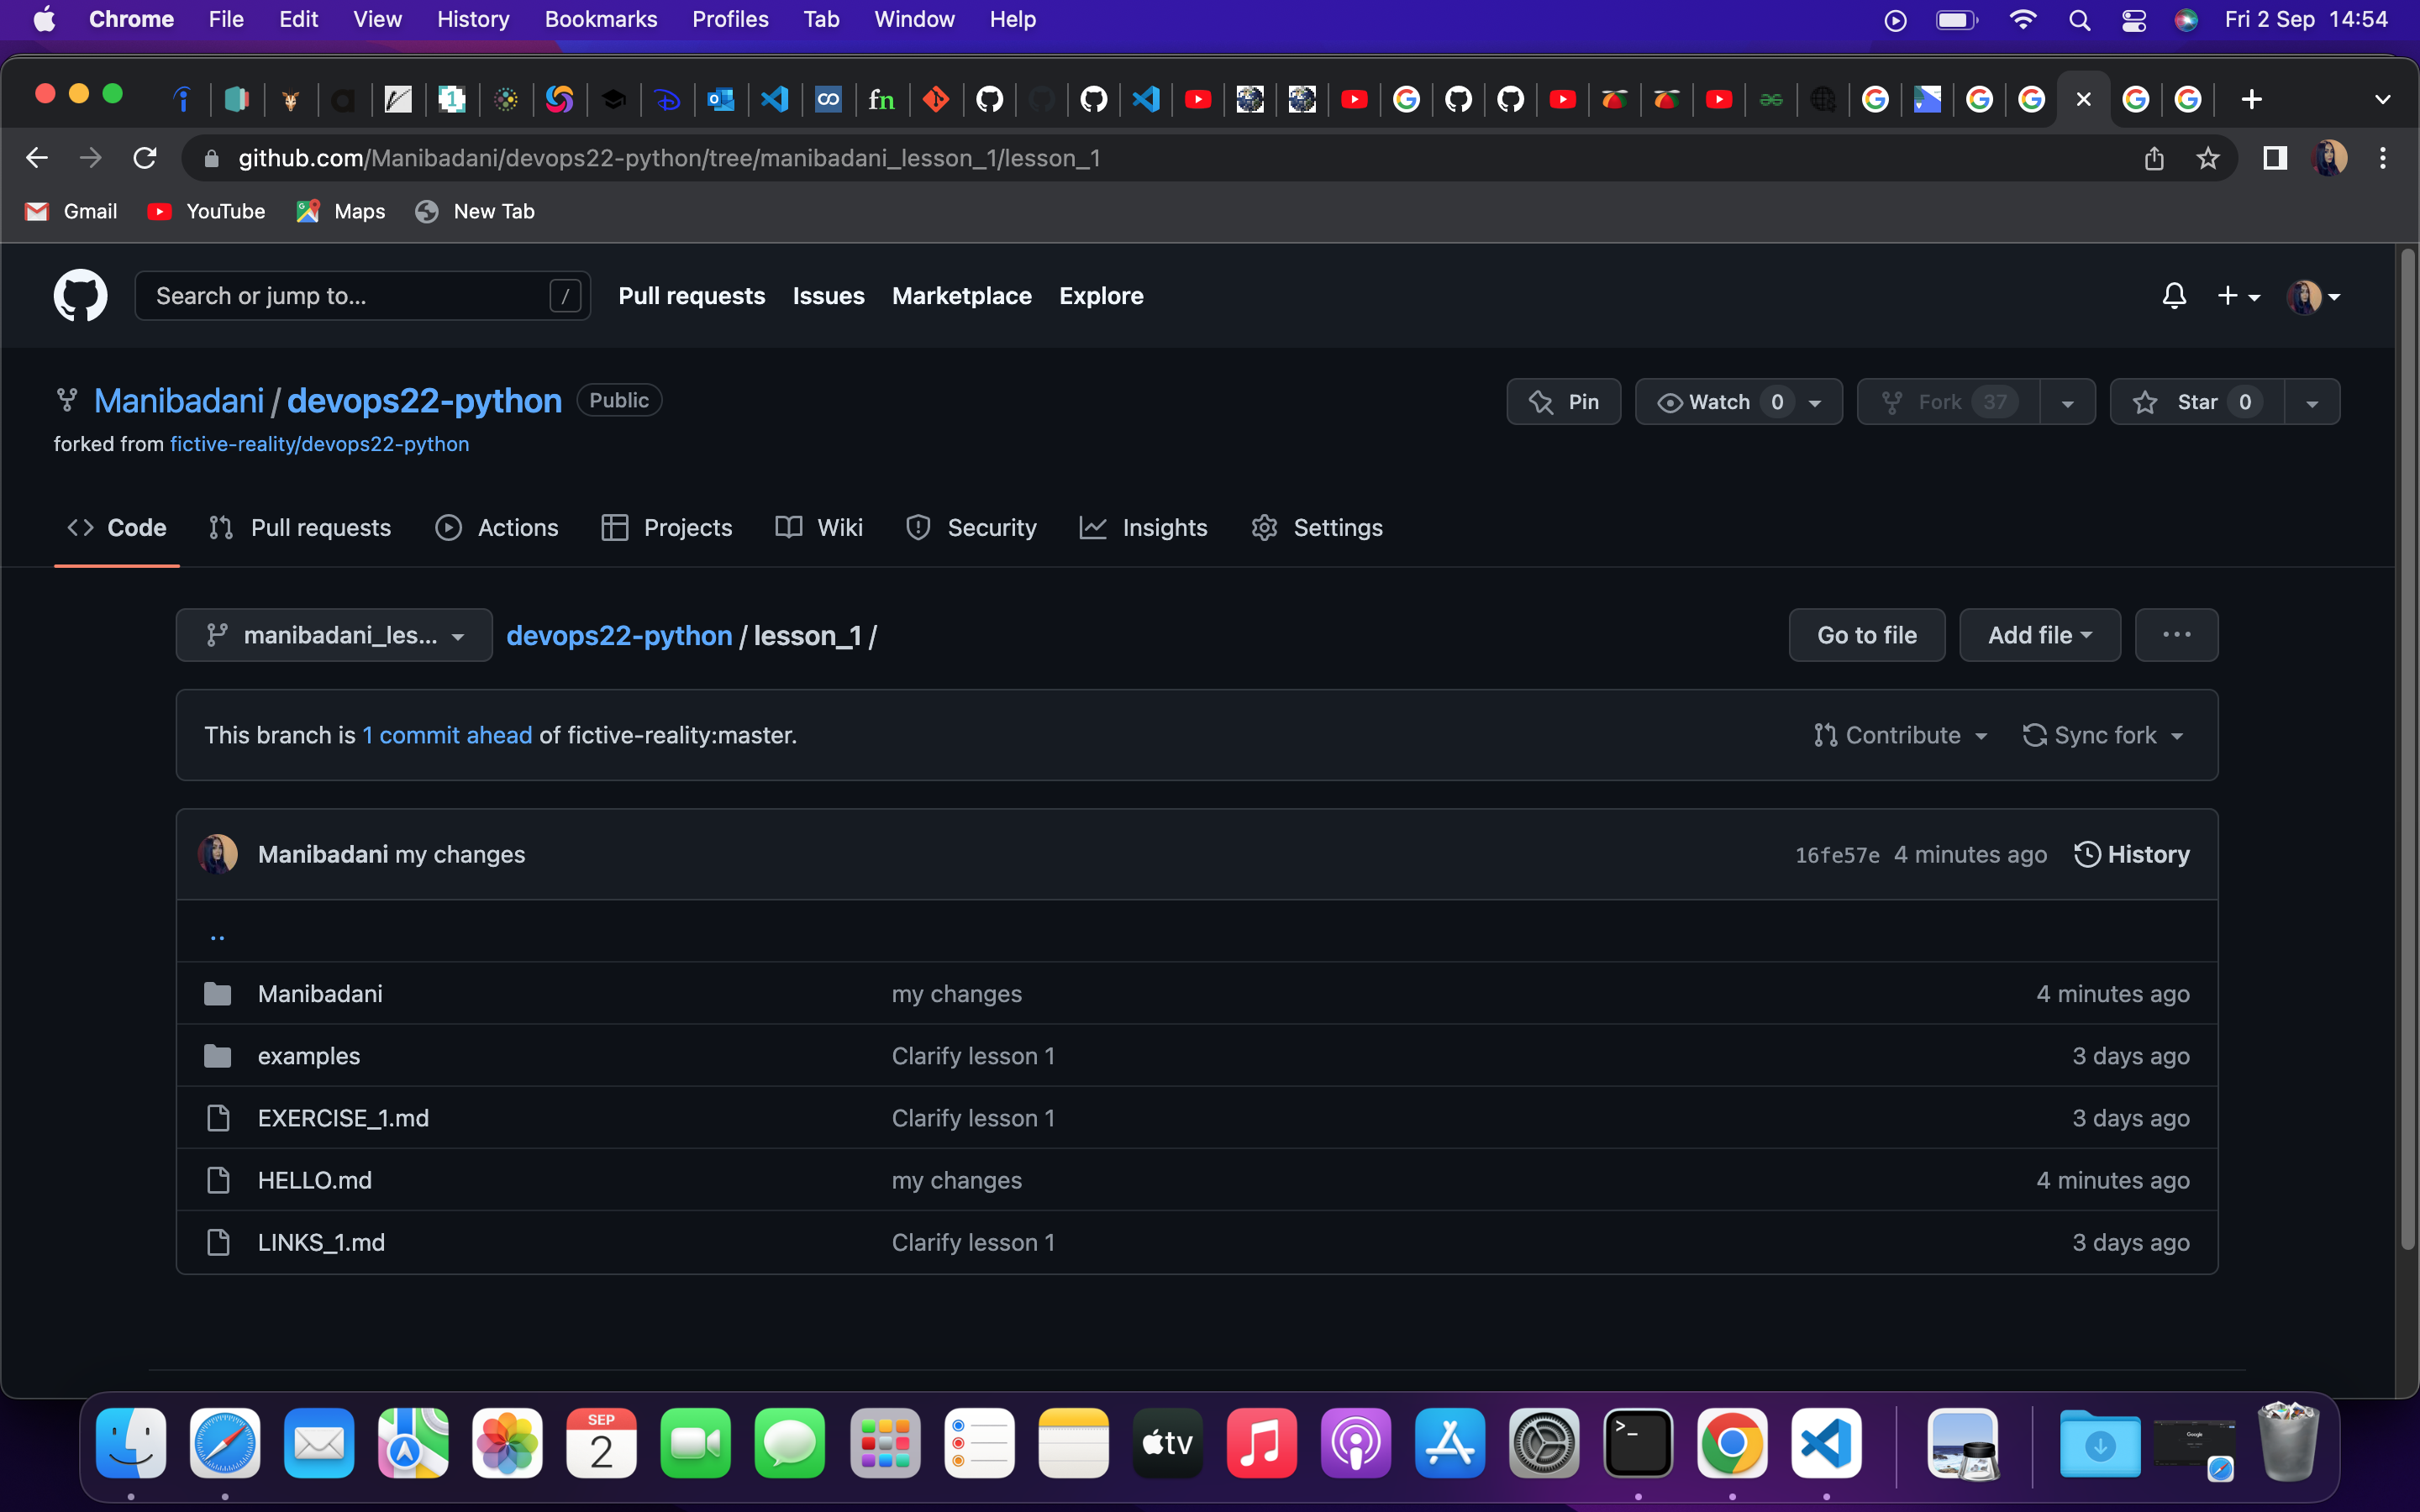 Chrome File Edit View History Bookmarks Profiles Tab Window Help Fri 2 Sep 14:54
1 fn
github.com/Manibadani/devops22-python/tree/manibadani_lesson_1/lesson_1
Gmail YouTube Maps New Tab
Search or jump to... / Pull requests Issues Marketplace Explore
Manibadani / devops22-python Public Pin Watch 0 Fork 37 Star 0
forked from fictive-reality/devops22-python
Code Pull requests Actions Projects Wiki Security Insights Settings
manibadani_les... devops22-python / lesson_1 / Go to file Add file ...
This branch is 1 commit ahead of fictive-reality:master. Contribute Sync fork
Manibadani my changes 16fe57e 4 minutes ago History
..
Manibadani my changes 4 minutes ago
examples Clarify lesson 1 3 days ago
EXERCISE_1.md Clarify lesson 1 3 days ago
HELLO.md my changes 4 minutes ago
LINKS_1.md Clarify lesson 1 3 days ago
SEP
2
tv
>_
Google